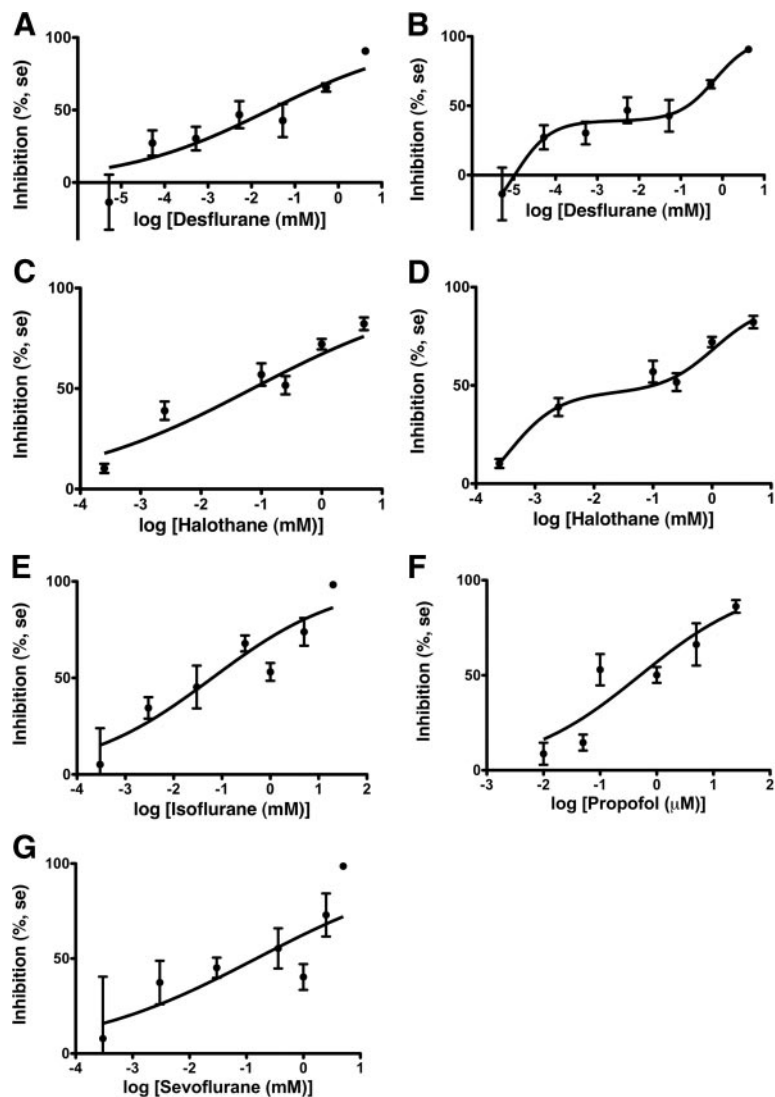 A
Inhibition (%, se)
100
50
0
-5 -4 -3 -2 -1 0 1
log [Desflurane (mM)]
B
Inhibition (%, se)
100
50
0
-5 -4 -3 -2 -1 0 1
log [Desflurane (mM)]
C
Inhibition (%, se)
100
50
0
-4 -3 -2 -1 0 1
log [Halothane (mM)]
D
Inhibition (%, se)
100
50
0
-4 -3 -2 -1 0 1
log [Halothane (mM)]
E
Inhibition (%, se)
100
50
0
-4 -3 -2 -1 0 1 2
log [Isoflurane (mM)]
F
Inhibition (%, se)
100
50
0
-3 -2 -1 0 1 2
log [Propofol (μM)]
G
Inhibition (%, se)
100
50
0
-4 -3 -2 -1 0 1
log [Sevoflurane (mM)]